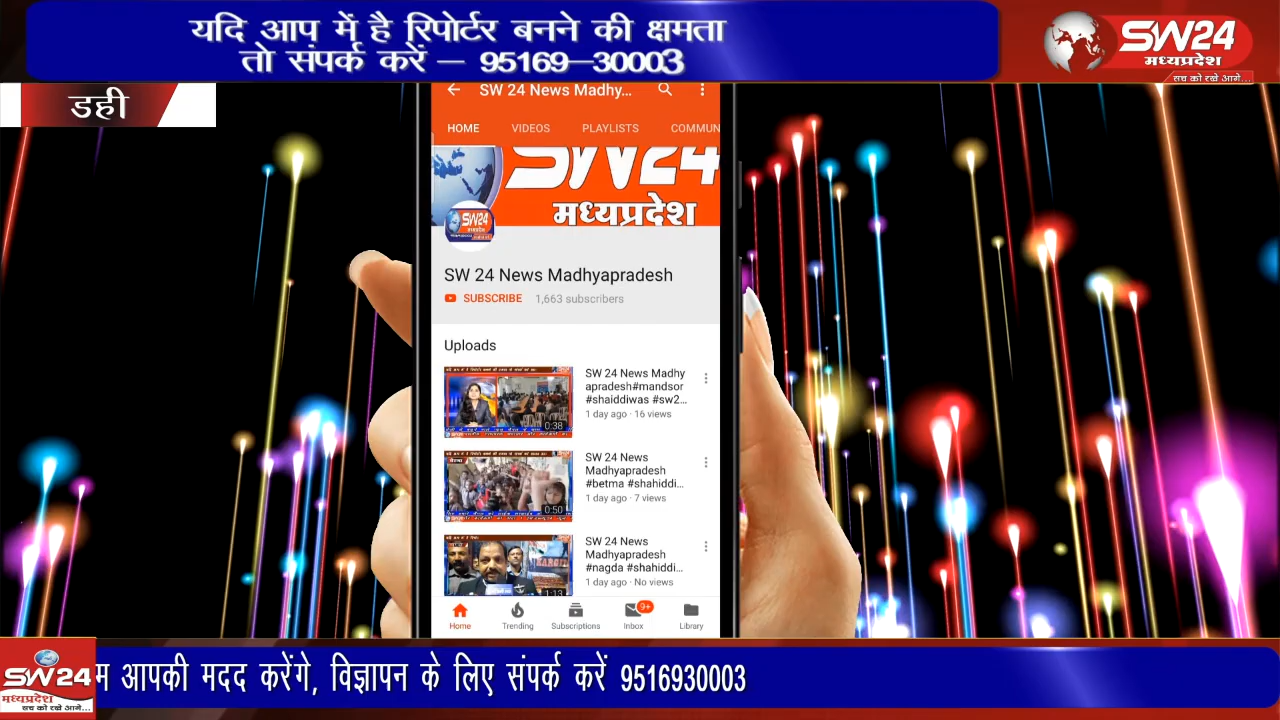 यदि आप में है रिपोर्टर बनने की क्षमता
तो संपर्क करें – 95169–30003
SW24
मध्यप्रदेश
सच को रखे आगे...
डही
SW 24 News Madhy...
HOME VIDEOS PLAYLISTS COMMUN
SW24
मध्यप्रदेश
SW24
SW 24 News Madhyapradesh
SUBSCRIBE 1,663 subscribers
Uploads
SW 24 News Madhy
apradesh#mandsor
#shaiddiwas #sw2...
1 day ago · 16 views
0:38
SW 24 News
Madhyapradesh
#betma #shahiddi...
1 day ago · 7 views
0:50
SW 24 News
Madhyapradesh
#nagda #shahiddi...
1 day ago · No views
1:13
9+
Home Trending Subscriptions Inbox Library
SW24
मध्यप्रदेश
सच को रखे आगे...
म आपकी मदद करेंगे, विज्ञापन के लिए संपर्क करें 9516930003